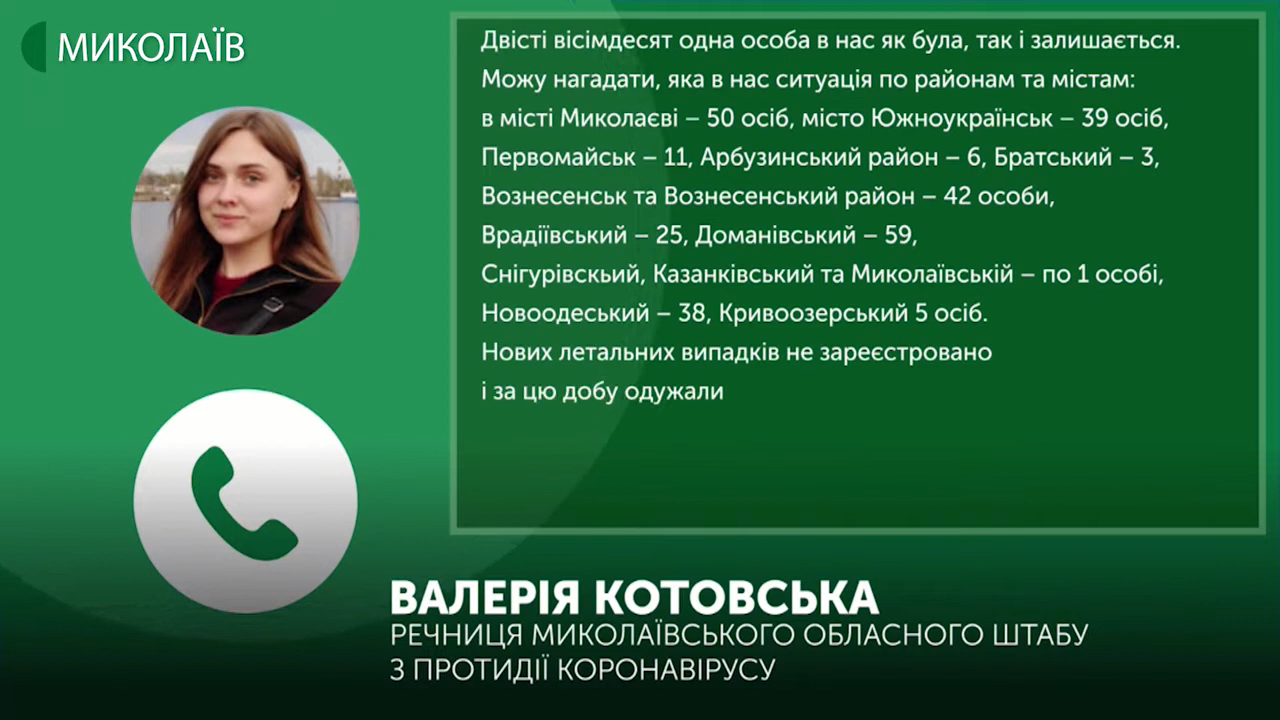 МИКОЛАЇВ
Двісті вісімдесят одна особа в нас як була, так і залишається.
Можу нагадати, яка в нас ситуація по районам та містам:
в місті Миколаєві – 50 осіб, місто Южноукраїнськ – 39 осіб,
Первомайськ – 11, Арбузинський район – 6, Братський – 3,
Вознесенськ та Вознесенський район – 42 особи,
Врадіївський – 25, Доманівський – 59,
Снігурівскьий, Казанківський та Миколаївській – по 1 особі,
Новоодеський – 38, Кривоозерський 5 осіб.
Нових летальних випадків не зареєстровано
і за цю добу одужали
ВАЛЕРІЯ КОТОВСЬКА
РЕЧНИЦЯ МИКОЛАЇВСЬКОГО ОБЛАСНОГО ШТАБУ
З ПРОТИДІЇ КОРОНАВІРУСУ